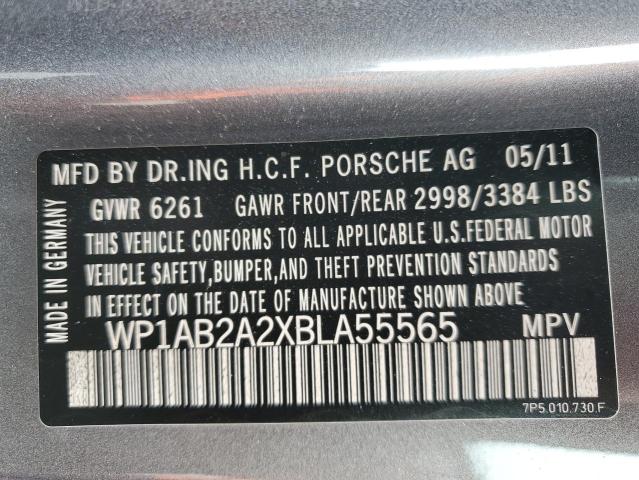 MFD BY DR.ING H.C.F. PORSCHE AG 05/11
GVWR 6261 GAWR FRONT/REAR 2998/3384 LBS
THIS VEHICLE CONFORMS TO ALL APPLICABLE U.S.FEDERAL MOTOR
VEHICLE SAFETY,BUMPER,AND THEFT PREVENTION STANDARDS
IN EFFECT ON THE DATE OF MANUFACTURE SHOWN ABOVE.
WP1AB2A2XBLA55565 MPV
7P5.010.730.F
MADE IN GERMANY